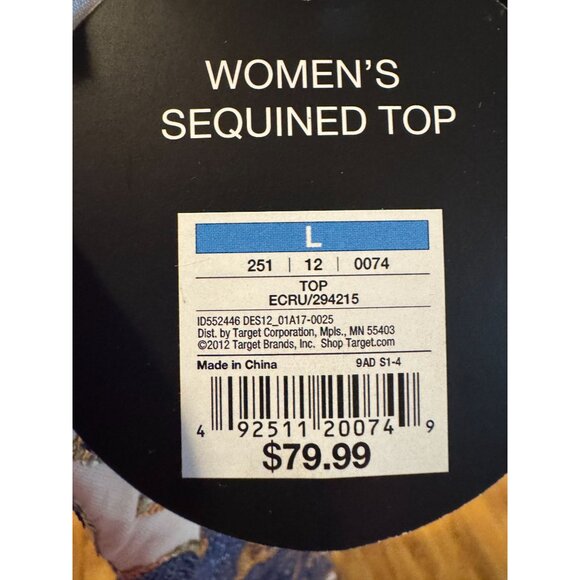 WOMEN'S
SEQUINED TOP
L
251 | 12 | 0074
TOP
ECRU/294215
ID552446 DES12_01A17-0025
Dist. by Target Corporation, Mpls., MN 55403
©2012 Target Brands, Inc. Shop Target.com
Made in China 9AD S1-4
4 92511 20074 9
$79.99